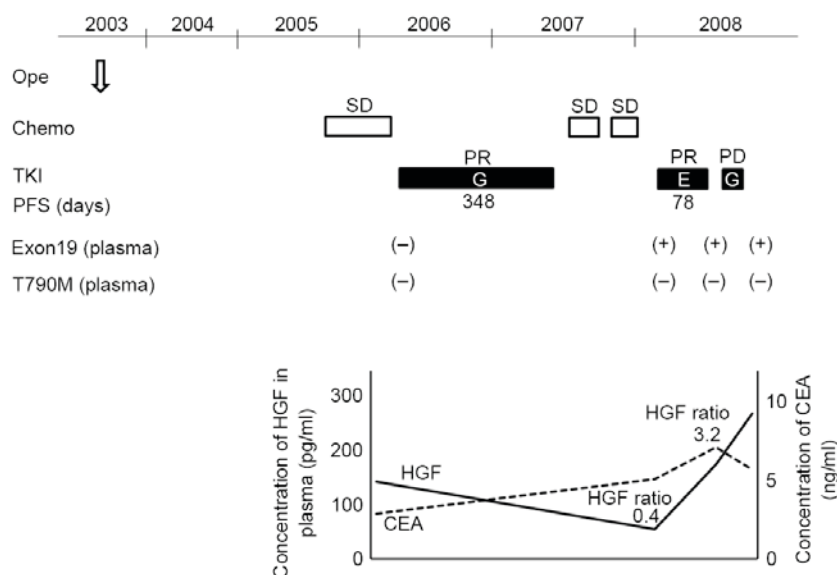 2003 2004 2005 2006 2007 2008
Ope
SD SD SD
Chemo
PR PR PD
TKI G E G
PFS (days) 348 78
Exon19 (plasma) (–) (+) (+) (+)
T790M (plasma) (–) (–) (–) (–)
Concentration of HGF in
plasma (pg/ml)
300
200
100
0
HGF
CEA
HGF ratio
0.4
HGF ratio
3.2
10
5
0
Concentration of CEA
(ng/ml)